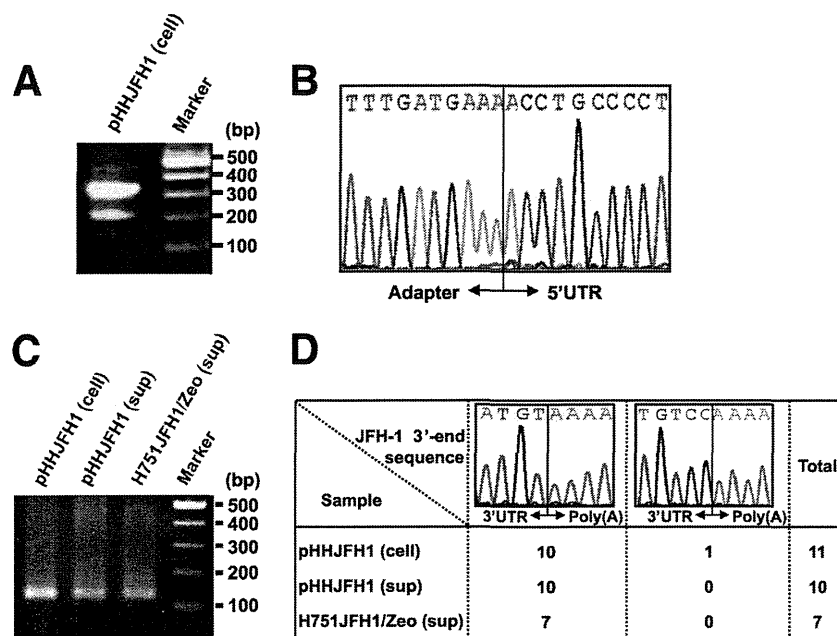 A
pHHJFH1 (cell)
Marker
(bp)
500
400
300
200
100
B
TTTGATGAAAACCTGCCCCT
Adapter ↔ 5'UTR
C
pHHJFH1 (cell)
pHHJFH1 (sup)
H751JFH1/Zeo (sup)
Marker
(bp)
500
400
300
200
100
D
JFH-1 3'-end
sequence
Sample
ATGTAAAA
3'UTR ↔ Poly(A)
TGTCCAAAA
3'UTR ↔ Poly(A)
Total
pHHJFH1 (cell) 10 1 11
pHHJFH1 (sup) 10 0 10
H751JFH1/Zeo (sup) 7 0 7